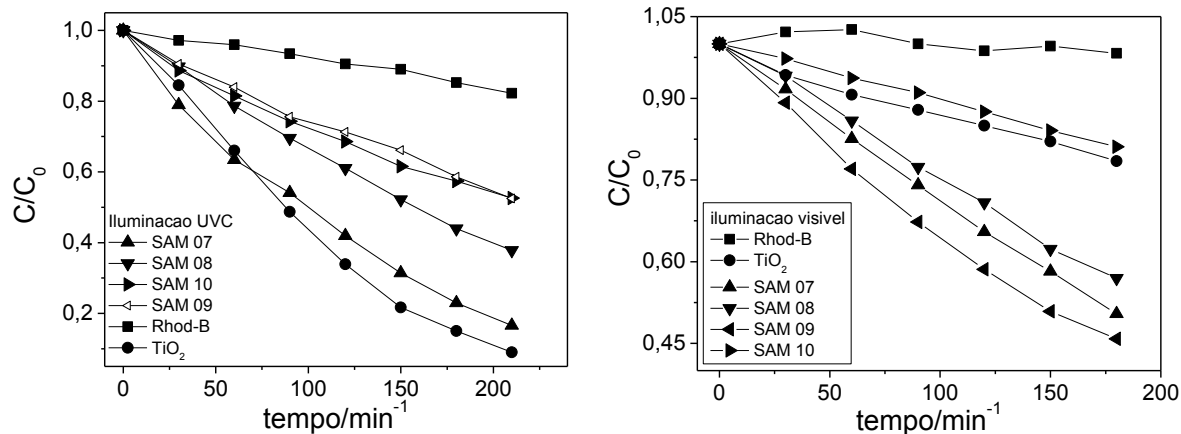 1,0
0,8
0,6
0,4
0,2
C/C0
Iluminacao UVC
SAM 07
SAM 08
SAM 10
SAM 09
Rhod-B
TiO2
0
50
100
150
200
tempo/min-1
1,05
0,90
0,75
0,60
0,45
C/C0
iluminacao visivel
Rhod-B
TiO2
SAM 07
SAM 08
SAM 09
SAM 10
0
50
100
150
200
tempo/min-1